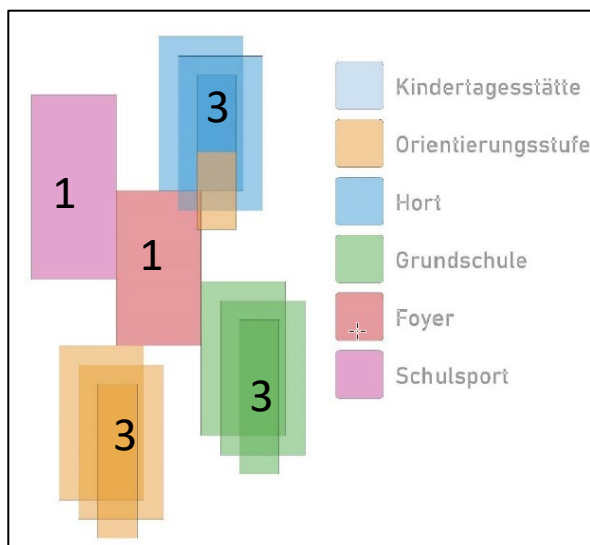 3
1
1
3
3
Kindertagesstätte
Orientierungsstufe
Hort
Grundschule
Foyer
Schulsport